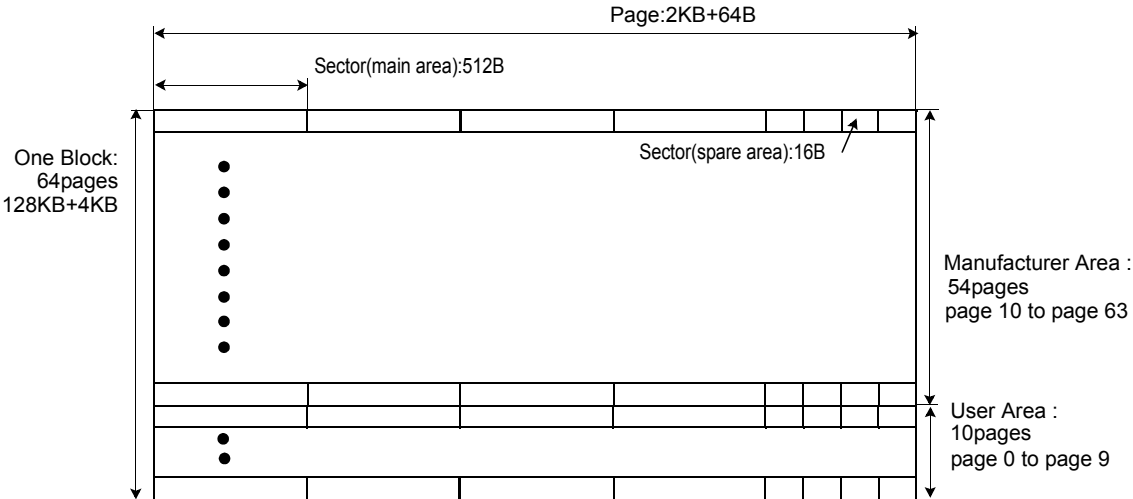 Page:2KB+64B
Sector(main area):512B
One Block:
64pages
128KB+4KB
Sector(spare area):16B
Manufacturer Area :
54pages
page 10 to page 63
User Area :
10pages
page 0 to page 9